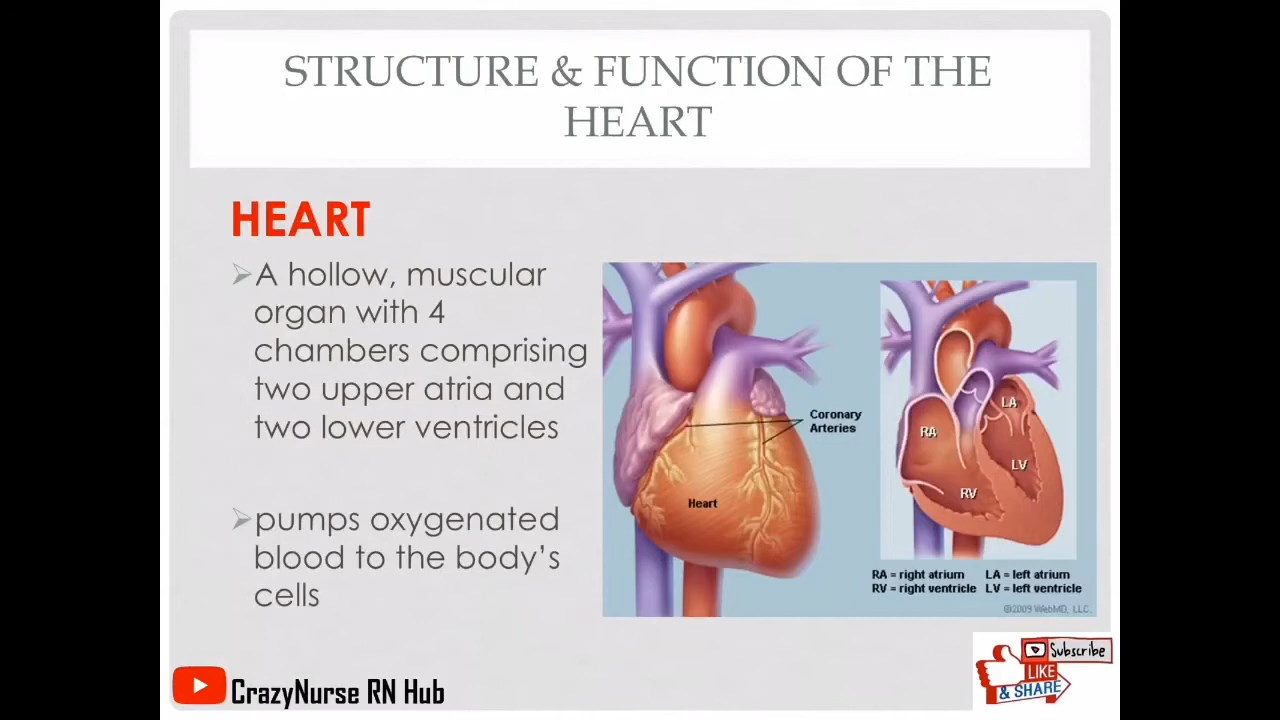 STRUCTURE & FUNCTION OF THE
HEART
HEART
A hollow, muscular
organ with 4
chambers comprising
two upper atria and
two lower ventricles
pumps oxygenated
blood to the body's
cells
Coronary
Arteries
Heart
RA
LA
LV
RV
RA = right atrium LA = left atrium
RV = right ventricle LV = left ventricle
©2009 WebMD, LLC.
CrazyNurse RN Hub
Subscribe
LIKE
& SHARE